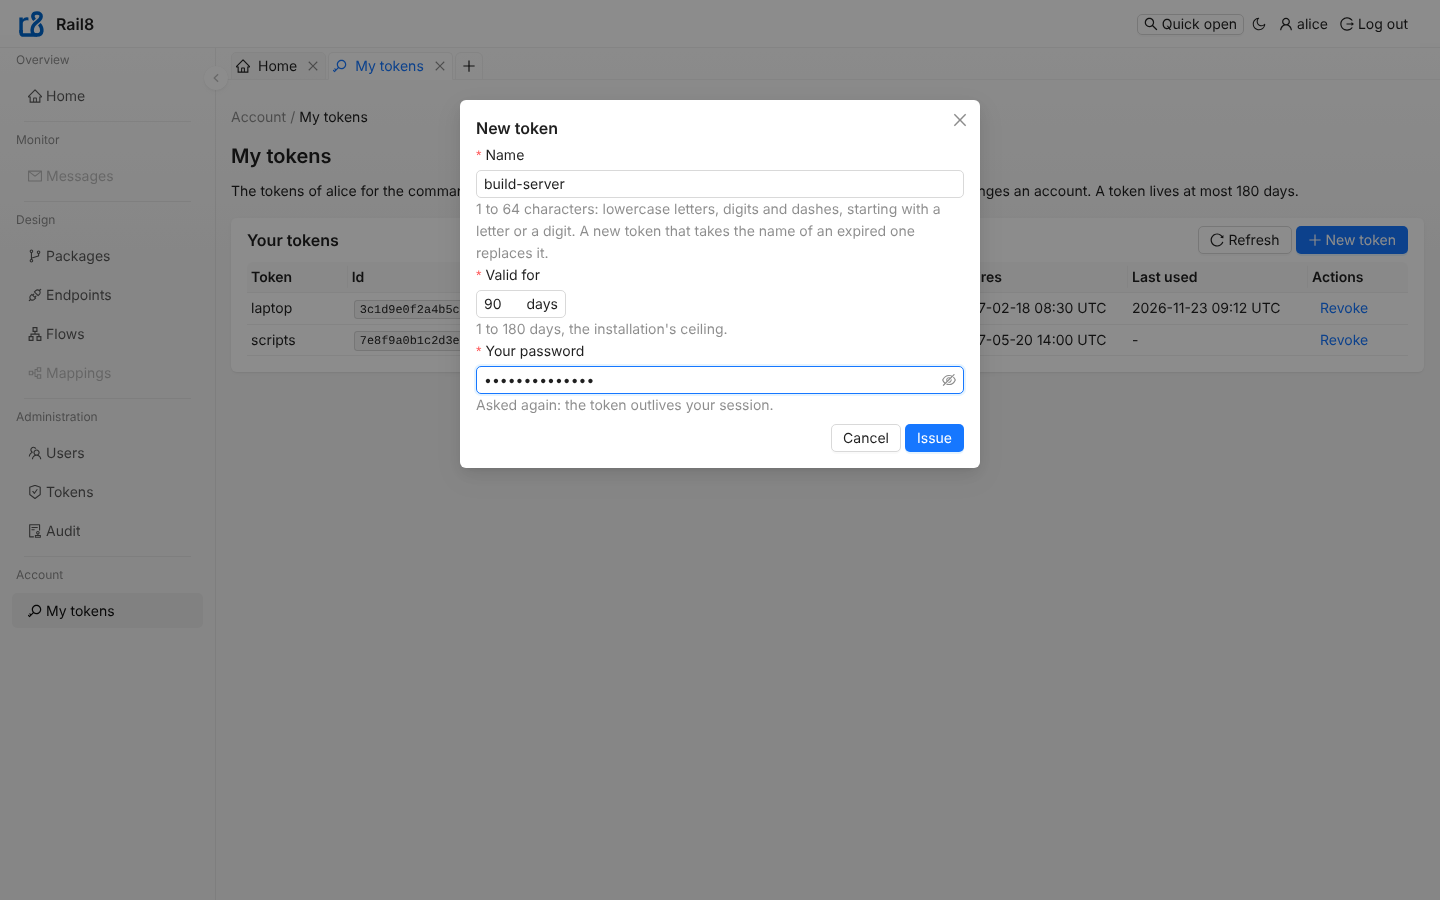 Rail8
Quick open
alice
Log out
Overview
Home
Monitor
Messages
Design
Packages
Endpoints
Flows
Mappings
Administration
Users
Tokens
Audit
Account
My tokens
Home
My tokens
Account / My tokens
My tokens
The tokens of alice for the
an account. A token lives at most 180 days.
Your tokens
Refresh
New token
Token Id Last used Actions
laptop 3c1d9e0f2a4b5c 7-02-18 08:30 UTC 2026-11-23 09:12 UTC Revoke
scripts 7e8f9a0b1c2d3e 7-05-20 14:00 UTC - Revoke
New token
* Name
build-server
1 to 64 characters: lowercase letters, digits and dashes, starting with a
letter or a digit. A new token that takes the name of an expired one
replaces it.
* Valid for
90 days
1 to 180 days, the installation's ceiling.
* Your password
••••••••••••••
Asked again: the token outlives your session.
Cancel
Issue